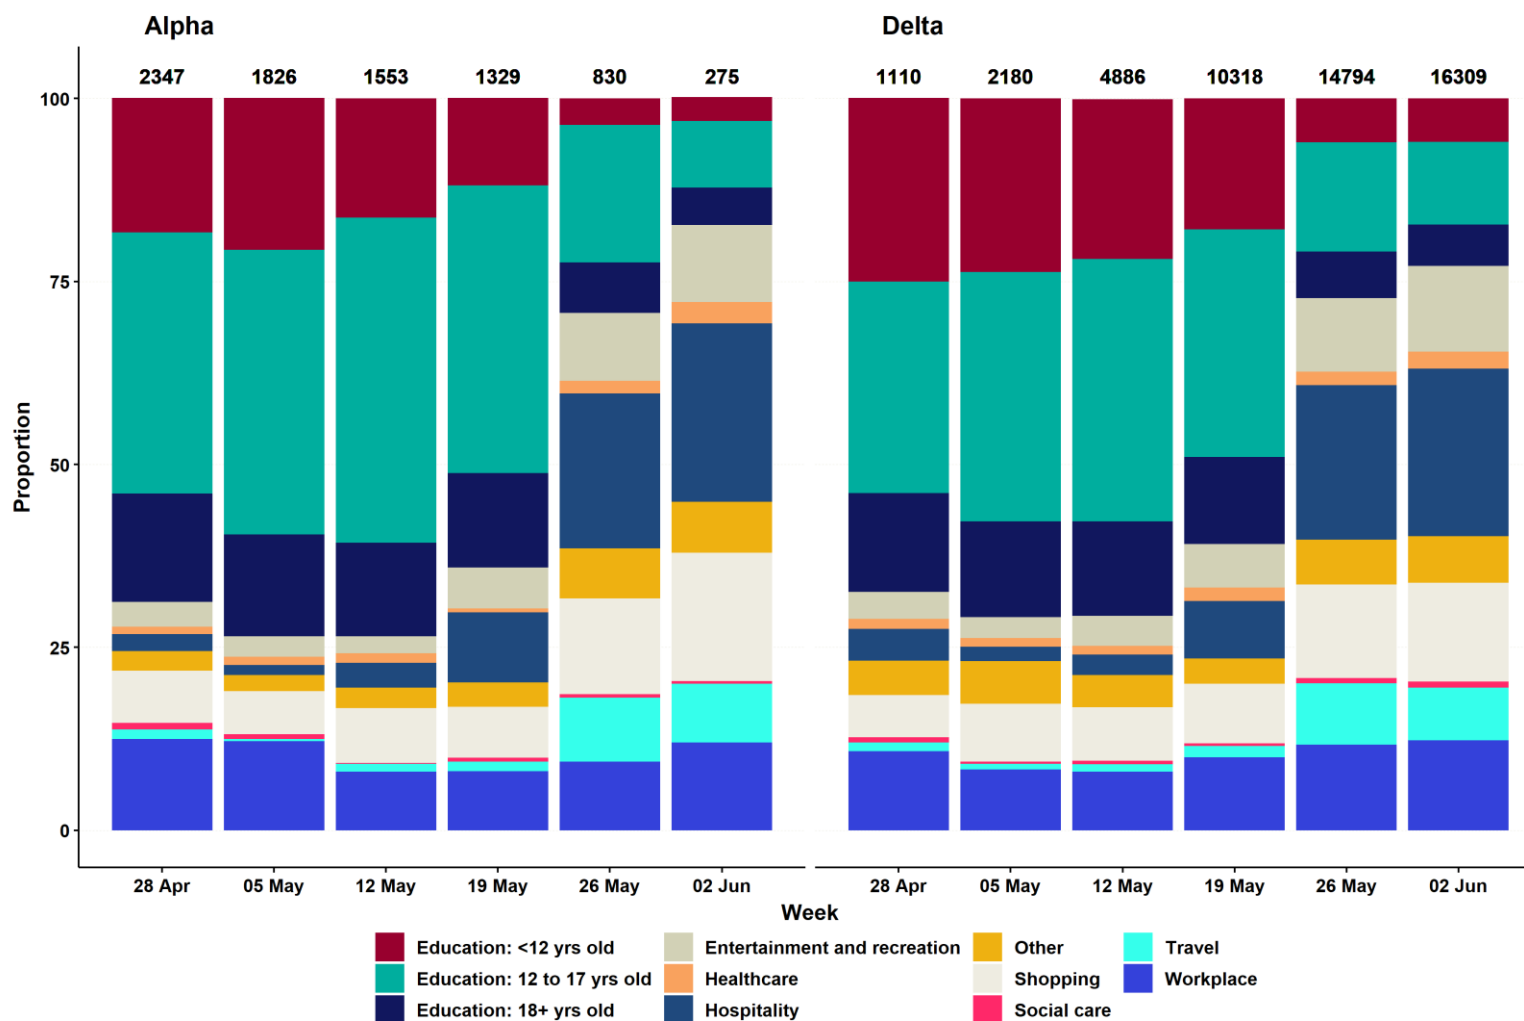 Alpha
Delta
2347 1826 1553 1329 830 275
1110 2180 4886 10318 14794 16309
100
75
50
25
0
Proportion
28 Apr 05 May 12 May 19 May 26 May 02 Jun
28 Apr 05 May 12 May 19 May 26 May 02 Jun
Week
Education: <12 yrs old
Education: 12 to 17 yrs old
Education: 18+ yrs old
Entertainment and recreation
Healthcare
Hospitality
Other
Shopping
Social care
Travel
Workplace